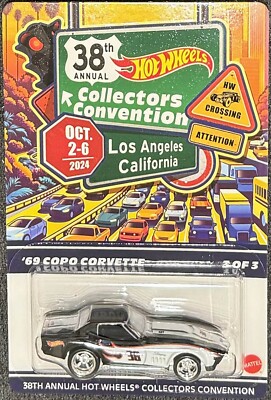 38th
ANNUAL
Hot Wheels
Collectors
Convention
OCT.
2-6
2024
Los Angeles
California
HW
CROSSING
ATTENTION
'69 COPO CORVETTE
2 OF 3
36
MATTEL
38TH ANNUAL HOT WHEELS® COLLECTORS CONVENTION